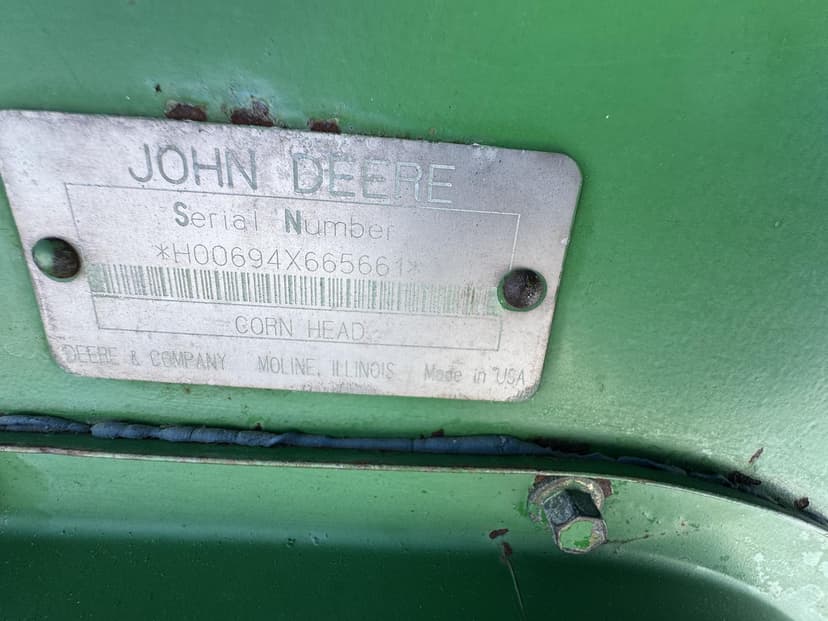 JOHN DEERE
Serial Number
*H00694X665661*
CORN HEAD
DEERE & COMPANY MOLINE, ILLINOIS Made in USA